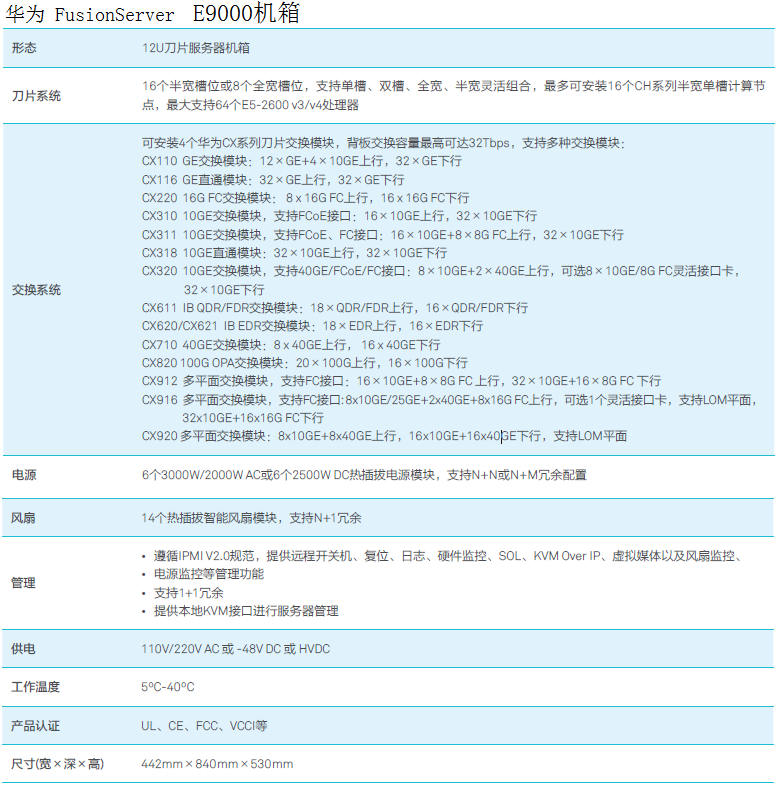 华为 FusionServer E9000机箱
形态
12U刀片服务器机箱
刀片系统
16个半宽槽位或8个全宽槽位，支持单槽、双槽、全宽、半宽灵活组合，最多可安装16个CH系列半宽单槽计算节
点，最大支持64个E5-2600 v3/v4处理器
交换系统
可安装4个华为CX系列刀片交换模块，背板交换容量最高可达32Tbps，支持多种交换模块：
CX110 GE交换模块：12×GE+4×10GE上行，32×GE下行
CX116 GE直通模块：32×GE上行，32×GE下行
CX220 16G FC交换模块： 8 x 16G FC上行，16 x 16G FC下行
CX310 10GE交换模块，支持FCoE接口：16×10GE上行，32×10GE下行
CX311 10GE交换模块，支持FCoE、FC接口：16×10GE+8×8G FC上行，32×10GE下行
CX318 10GE直通模块：32×10GE上行，32×10GE下行
CX320 10GE交换模块，支持40GE/FCoE/FC接口：8×10GE+2×40GE上行，可选8×10GE/8G FC灵活接口卡，
32×10GE下行
CX611 IB QDR/FDR交换模块：18×QDR/FDR上行，16×QDR/FDR下行
CX620/CX621 IB EDR交换模块：18×EDR上行，16×EDR下行
CX710 40GE交换模块：8 x 40GE上行， 16 x 40GE下行
CX820 100G OPA交换模块：20×100G上行，16×100G下行
CX912 多平面交换模块，支持FC接口：16×10GE+8×8G FC 上行，32×10GE+16×8G FC 下行
CX916 多平面交换模块，支持FC接口:8x10GE/25GE+2x40GE+8x16G FC上行，可选1个灵活接口卡，支持LOM平面，
32x10GE+16x16G FC下行
CX920 多平面交换模块：8x10GE+8x40GE上行，16x10GE+16x40GE下行，支持LOM平面
电源
6个3000W/2000W AC或6个2500W DC热插拔电源模块，支持N+N或N+M冗余配置
风扇
14个热插拔智能风扇模块，支持N+1冗余
管理
• 遵循IPMI V2.0规范，提供远程开关机、复位、日志、硬件监控、SOL、KVM Over IP、虚拟媒体以及风扇监控、
• 电源监控等管理功能
• 支持1+1冗余
• 提供本地KVM接口进行服务器管理
供电
110V/220V AC 或 -48V DC 或 HVDC
工作温度
5ºC-40ºC
产品认证
UL、CE、FCC、VCCI等
尺寸(宽×深×高)
442mm×840mm×530mm